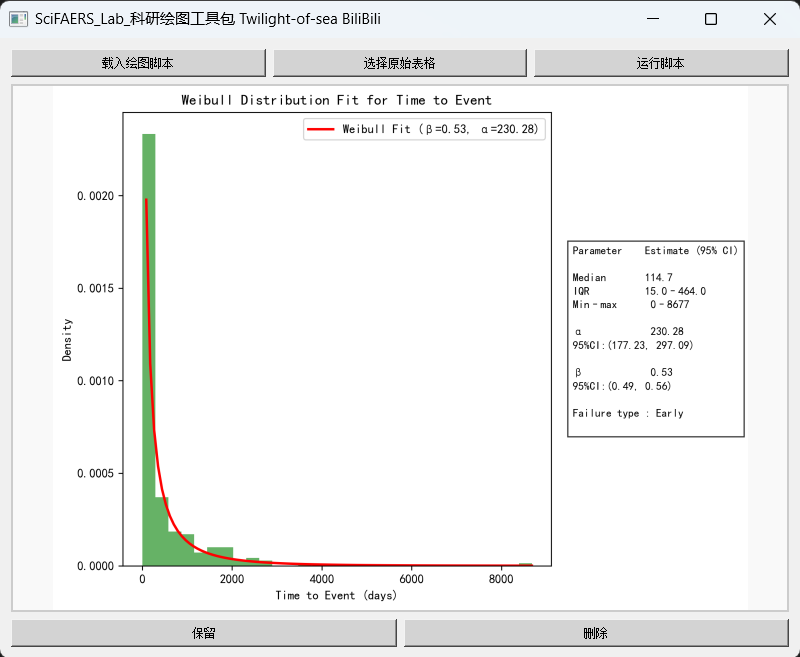 SciFAERS_Lab_科研绘图工具包 Twilight-of-sea BiliBili
载入绘图脚本
选择原始表格
运行脚本
Weibull Distribution Fit for Time to Event
Weibull Fit (β=0.53, α=230.28)
0.0020
0.0015
0.0010
0.0005
0.0000
Density
0
2000
4000
6000
8000
Time to Event (days)
Parameter Estimate (95% CI)
Median 114.7
IQR 15.0-464.0
Min-max 0-8677
α 230.28
95%CI:(177.23, 297.09)
β 0.53
95%CI:(0.49, 0.56)
Failure type : Early
保留
删除